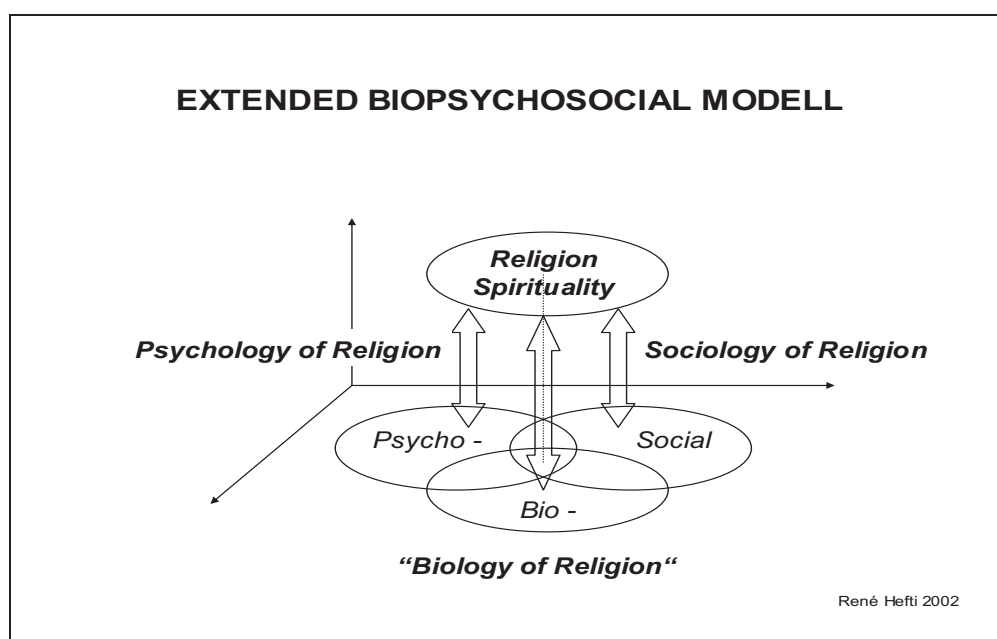 EXTENDED BIOPSYCHOSOCIAL MODELL
Religion
Spirituality
Psychology of Religion
Sociology of Religion
Psycho -
Social
Bio -
“Biology of Religion“
René Hefti 2002